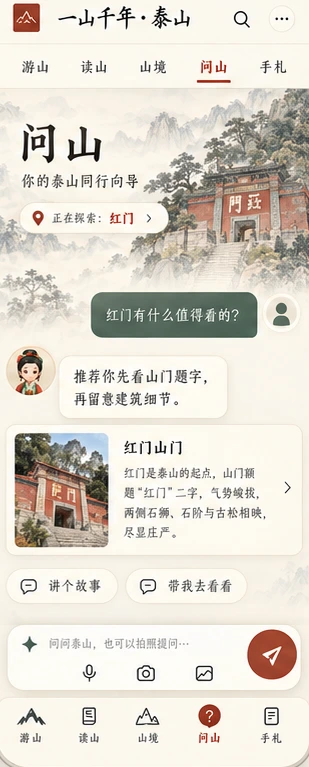 一山千年·泰山
游山 读山 山境 问山 手札
问山
你的泰山同行向导
正在探索：红门
門
红门有什么值得看的？
推荐你先看山门题字，
再留意建筑细节。
红门山门
红门是泰山的起点，山门额
题“红门”二字，气势峻拔，
两侧石狮、石阶与古松相映，
尽显庄严。
讲个故事 带我去看看
问问泰山，也可以拍照提问…
游山 读山 山境 问山 手札